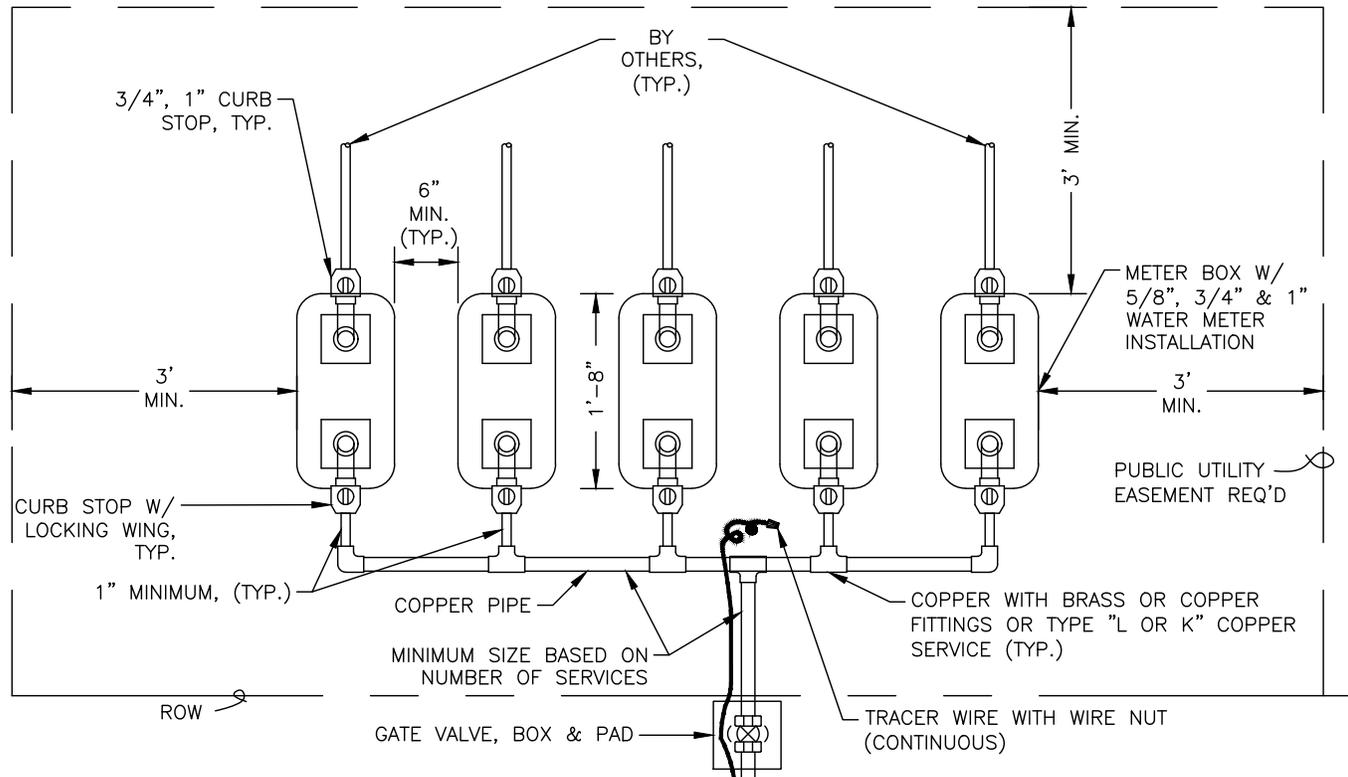 BY
OTHERS,
(TYP.)
3/4”, 1” CURB
STOP, TYP.
3’ MIN.
6”
MIN.
(TYP.)
METER BOX W/
5/8”, 3/4” & 1”
WATER METER
INSTALLATION
3’
MIN.
1’-8”
3’
MIN.
PUBLIC UTILITY
EASEMENT REQ’D
CURB STOP W/
LOCKING WING,
TYP.
1” MINIMUM, (TYP.)
COPPER PIPE
COPPER WITH BRASS OR COPPER
FITTINGS OR TYPE ”L OR K” COPPER
SERVICE (TYP.)
MINIMUM SIZE BASED ON
NUMBER OF SERVICES
ROW
GATE VALVE, BOX & PAD
TRACER WIRE WITH WIRE NUT
(CONTINUOUS)